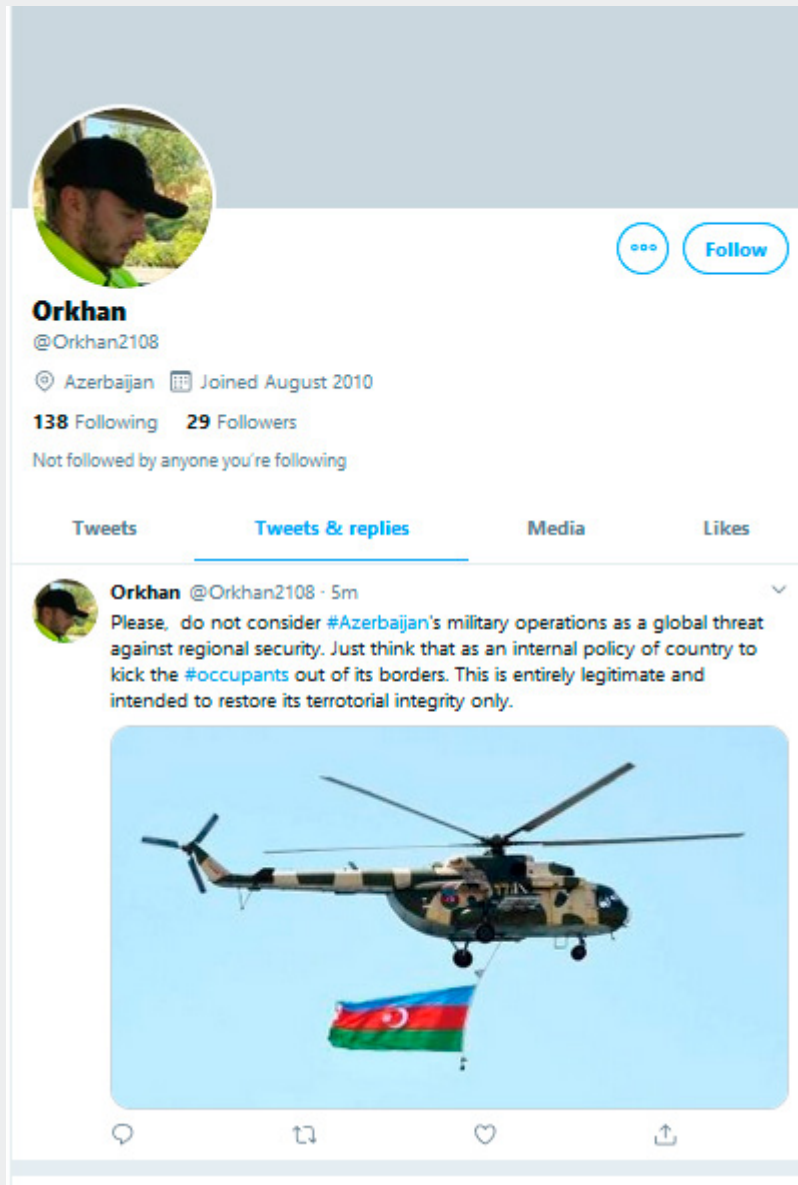 Follow
Orkhan
@Orkhan2108
Azerbaijan Joined August 2010
138 Following 29 Followers
Not followed by anyone you're following
Tweets Tweets & replies Media Likes
Orkhan @Orkhan2108 · 5m
Please, do not consider #Azerbaijan's military operations as a global threat
against regional security. Just think that as an internal policy of country to
kick the #occupants out of its borders. This is entirely legitimate and
intended to restore its terrotorial integrity only.